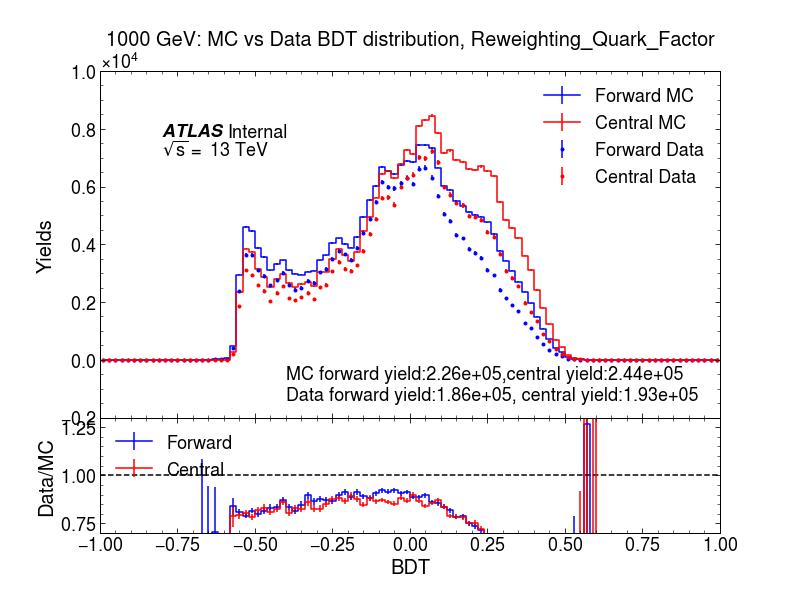 1000 GeV: MC vs Data BDT distribution, Reweighting_Quark_Factor
×10⁴
1.0
0.8
0.6
0.4
0.2
0.0
0.2
Yields
ATLAS Internal
√s = 13 TeV
Forward MC
Central MC
Forward Data
Central Data
MC forward yield:2.26e+05,central yield:2.44e+05
Data forward yield:1.86e+05, central yield:1.93e+05
1.25
1.00
0.75
Data/MC
Forward
Central
−1.00 −0.75 −0.50 −0.25 0.00 0.25 0.50 0.75 1.00
BDT